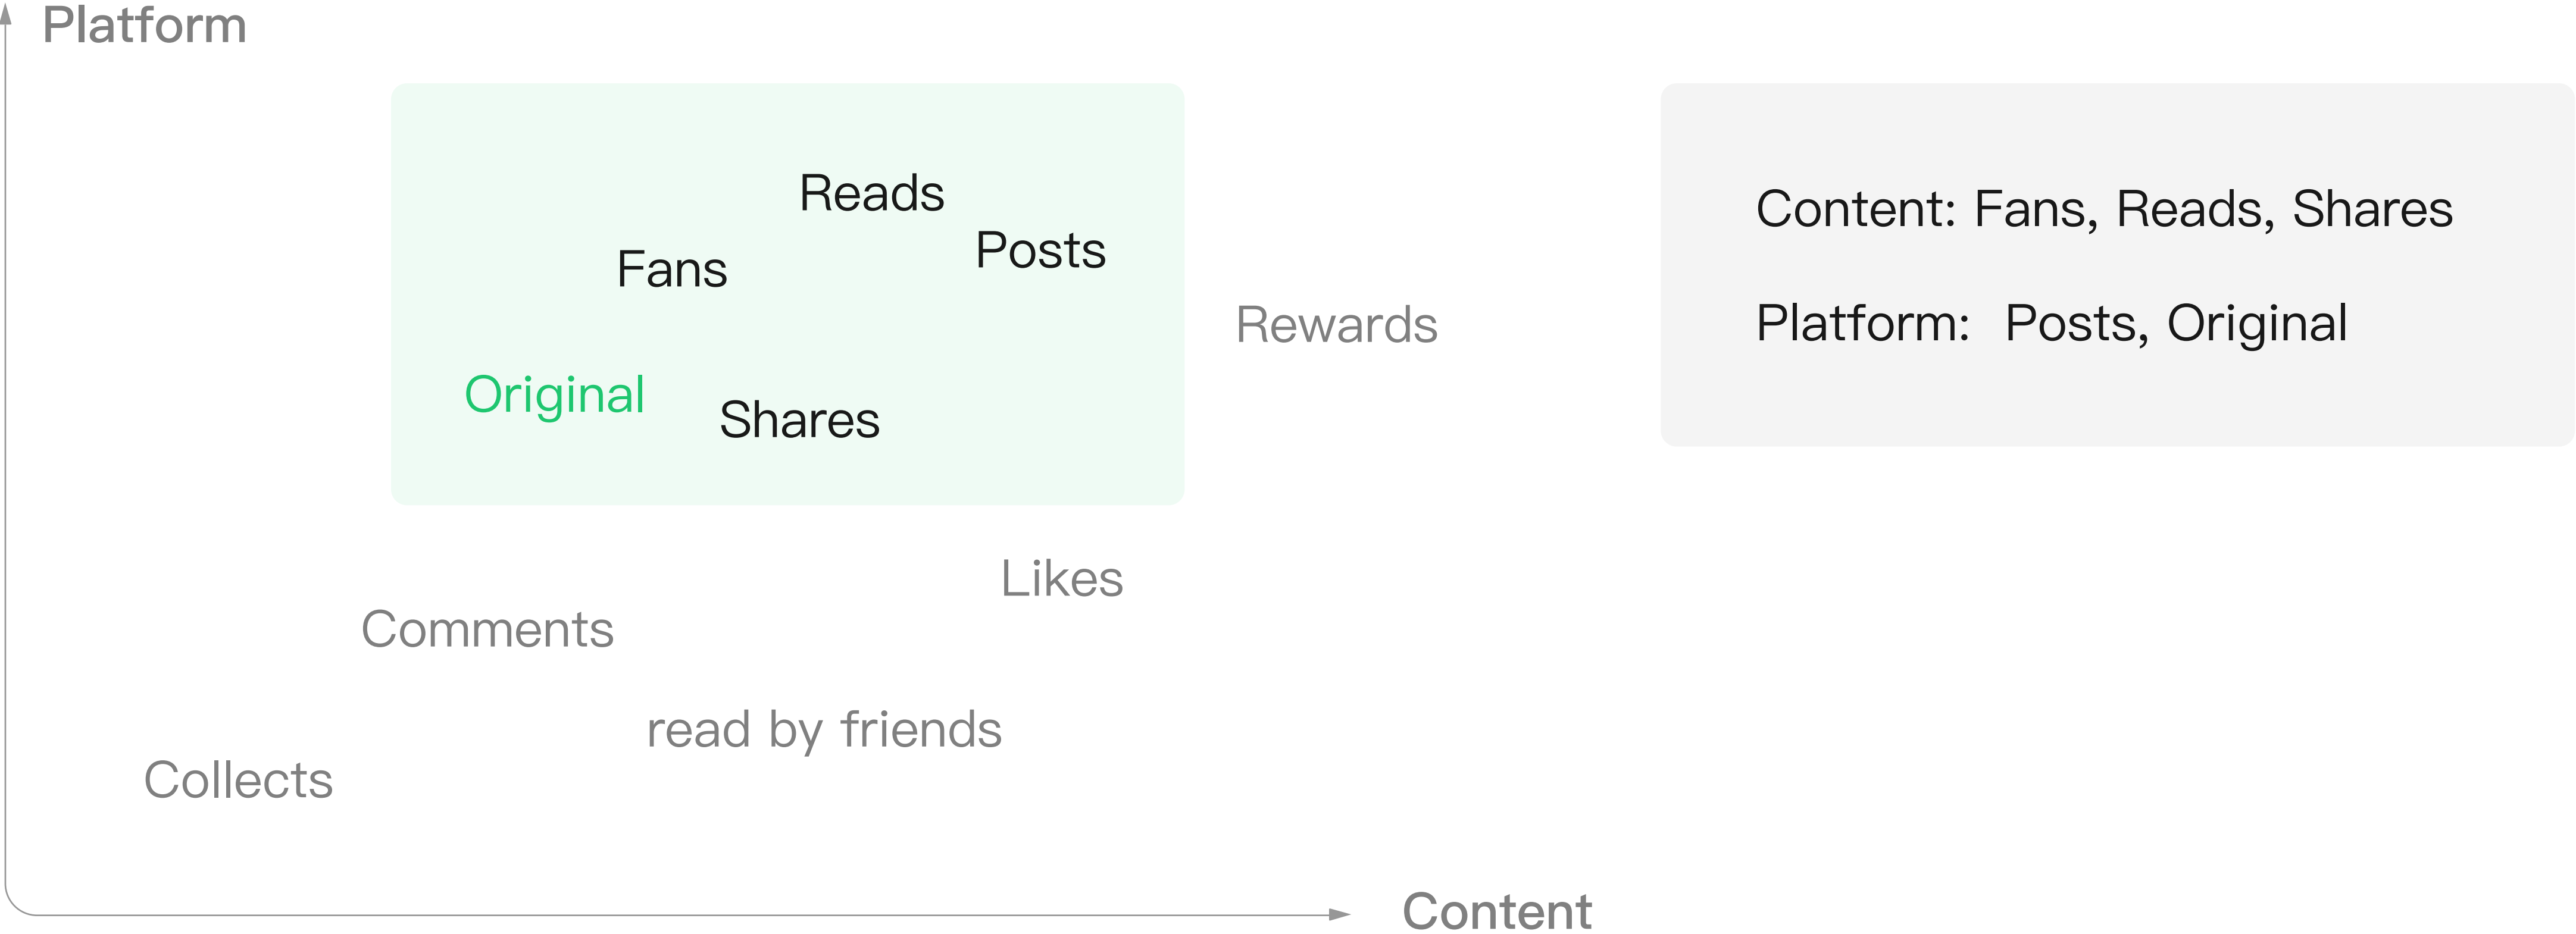 Platform
Reads
Posts
Fans
Rewards
Original
Shares
Likes
Comments
read by friends
Collects
Content
Content: Fans, Reads, Shares
Platform: Posts, Original